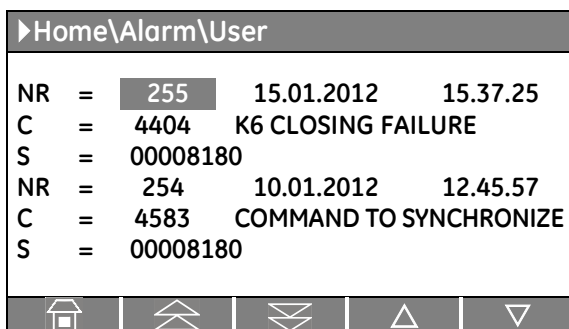 Home\Alarm\User
NR = 255 15.01.2012 15.37.25
C = 4404 K6 CLOSING FAILURE
S = 00008180
NR = 254 10.01.2012 12.45.57
C = 4583 COMMAND TO SYNCHRONIZE
S = 00008180